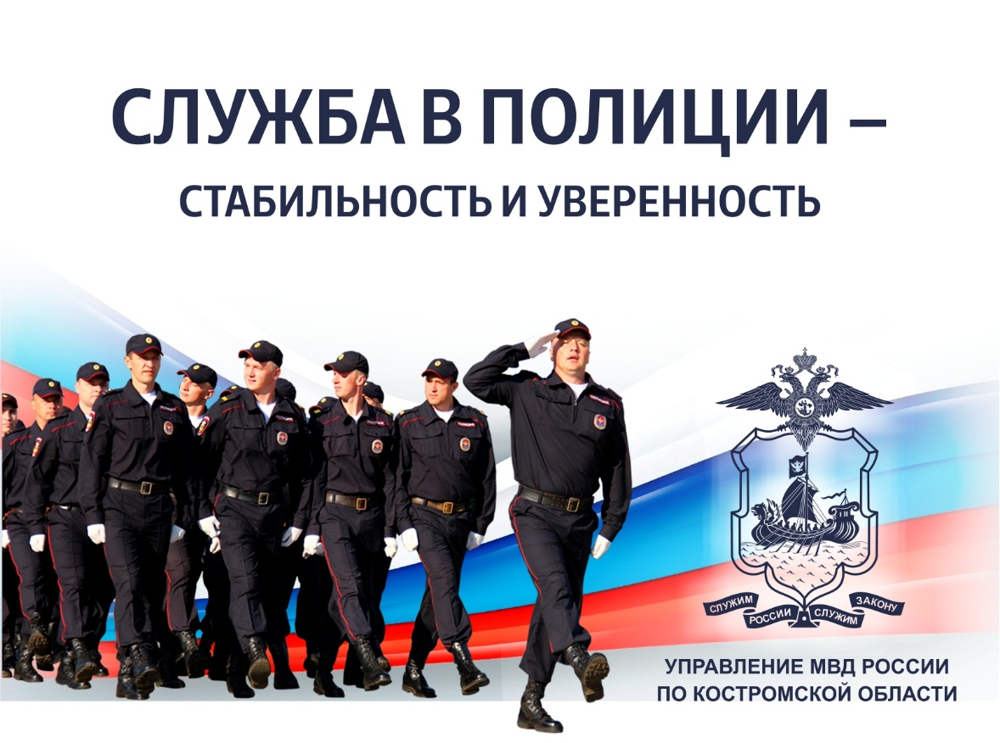 СЛУЖБА В ПОЛИЦИИ –
СТАБИЛЬНОСТЬ И УВЕРЕННОСТЬ
СЛУЖИМ РОССИИ СЛУЖИМ ЗАКОНУ
УПРАВЛЕНИЕ МВД РОССИИ
ПО КОСТРОМСКОЙ ОБЛАСТИ